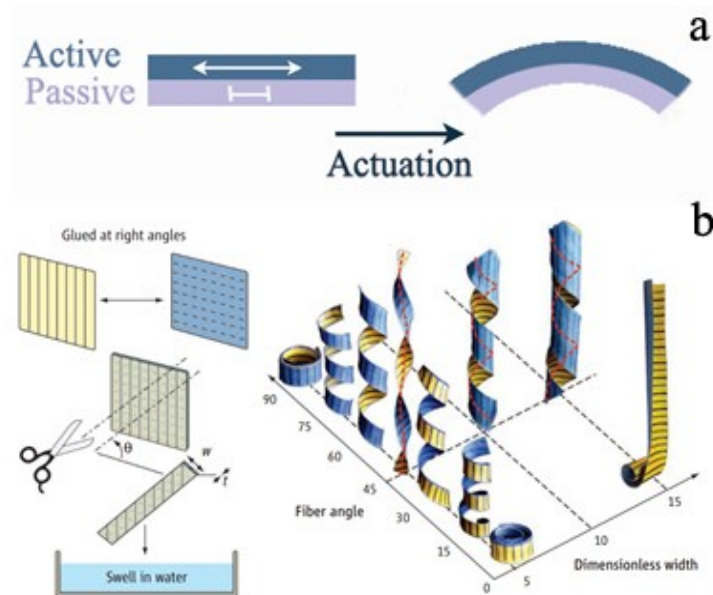 a
Active
Passive
Actuation
b
Glued at right angles
θ
w
t
Swell in water
90
75
60
45
30
15
0
Fiber angle
5
10
15
Dimensionless width